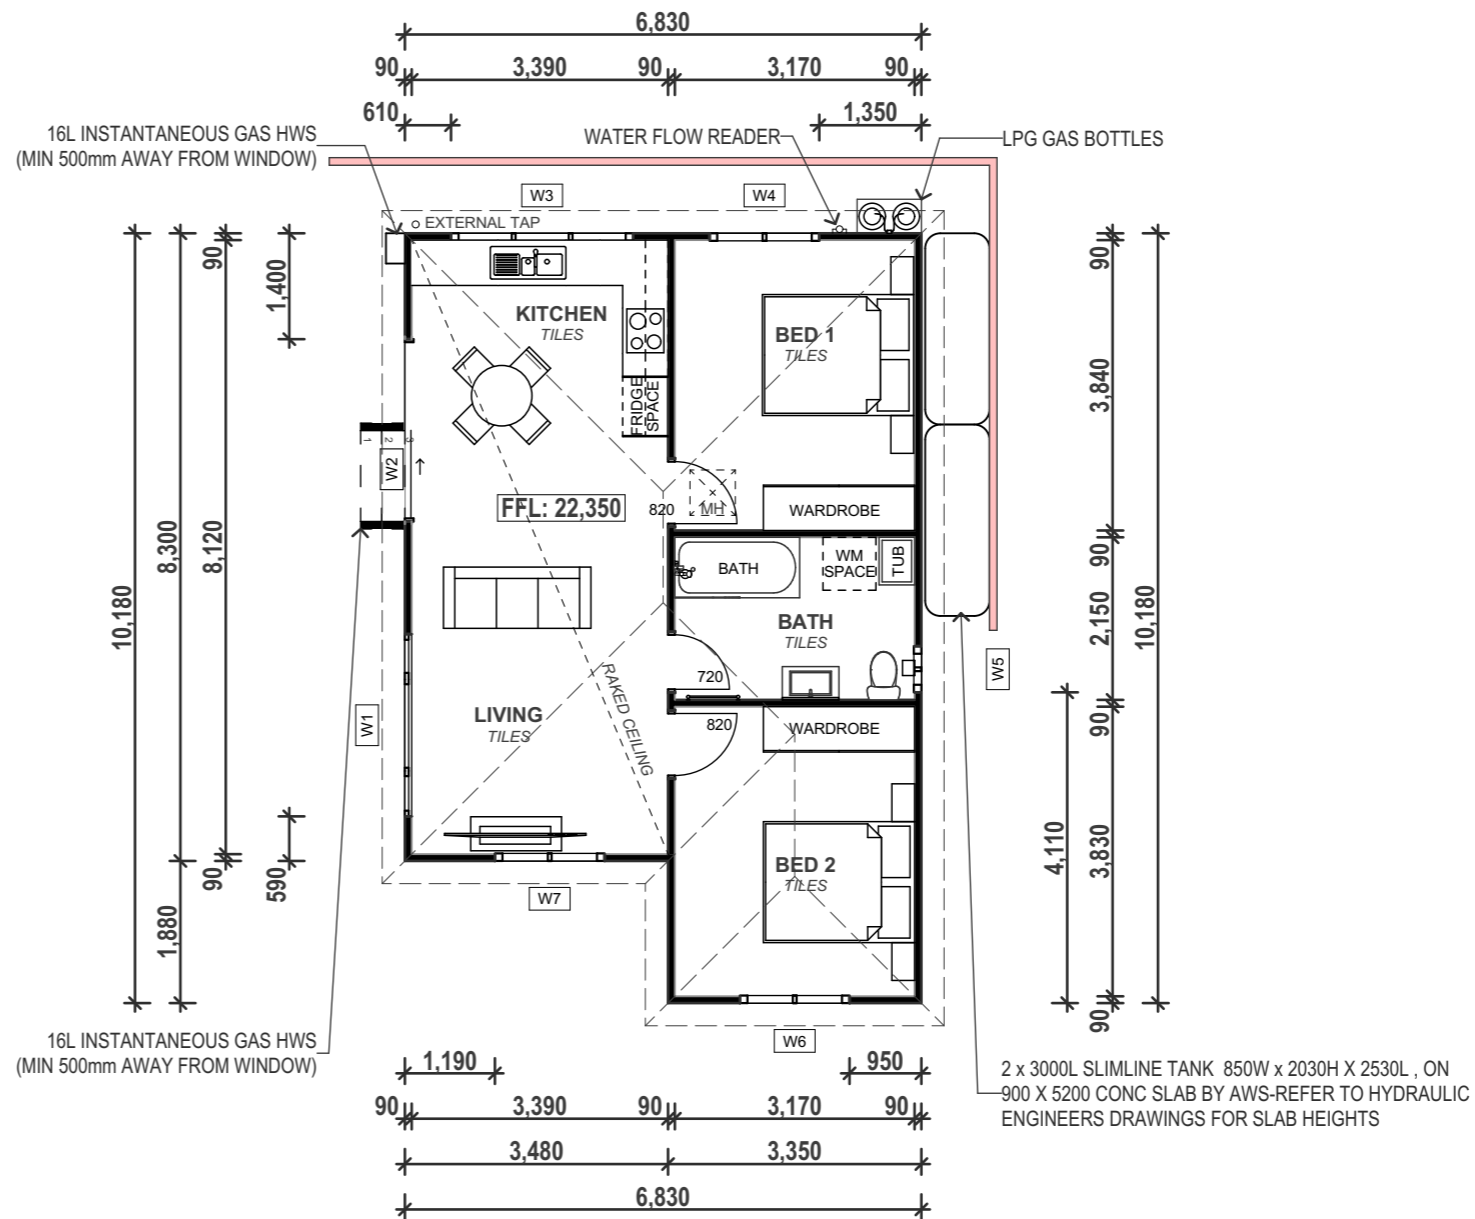 6,830
90 3,390 90 3,170 90
610 1,350
16L INSTANTANEOUS GAS HWS
(MIN 500mm AWAY FROM WINDOW)
WATER FLOW READER
LPG GAS BOTTLES
W3
W4
EXTERNAL TAP
90
1,400
8,120
90
590
8,300
1,880
10,180
KITCHEN
TILES
FRIDGE
SPACE
BED 1
TILES
1 2 3
W2
FFL: 22,350
820
MH
WARDROBE
BATH
WM
SPACE
TUB
BATH
TILES
720
W5
W1
LIVING
TILES
RAKED CEILING
820
WARDROBE
BED 2
TILES
W7
W6
90
3,840
90
2,150
90
3,830
90
4,110
10,180
16L INSTANTANEOUS GAS HWS
(MIN 500mm AWAY FROM WINDOW)
2 x 3000L SLIMLINE TANK 850W x 2030H X 2530L , ON
900 X 5200 CONC SLAB BY AWS-REFER TO HYDRAULIC
ENGINEERS DRAWINGS FOR SLAB HEIGHTS
1,190 950
90 3,390 90 3,170 90
3,480 3,350
6,830